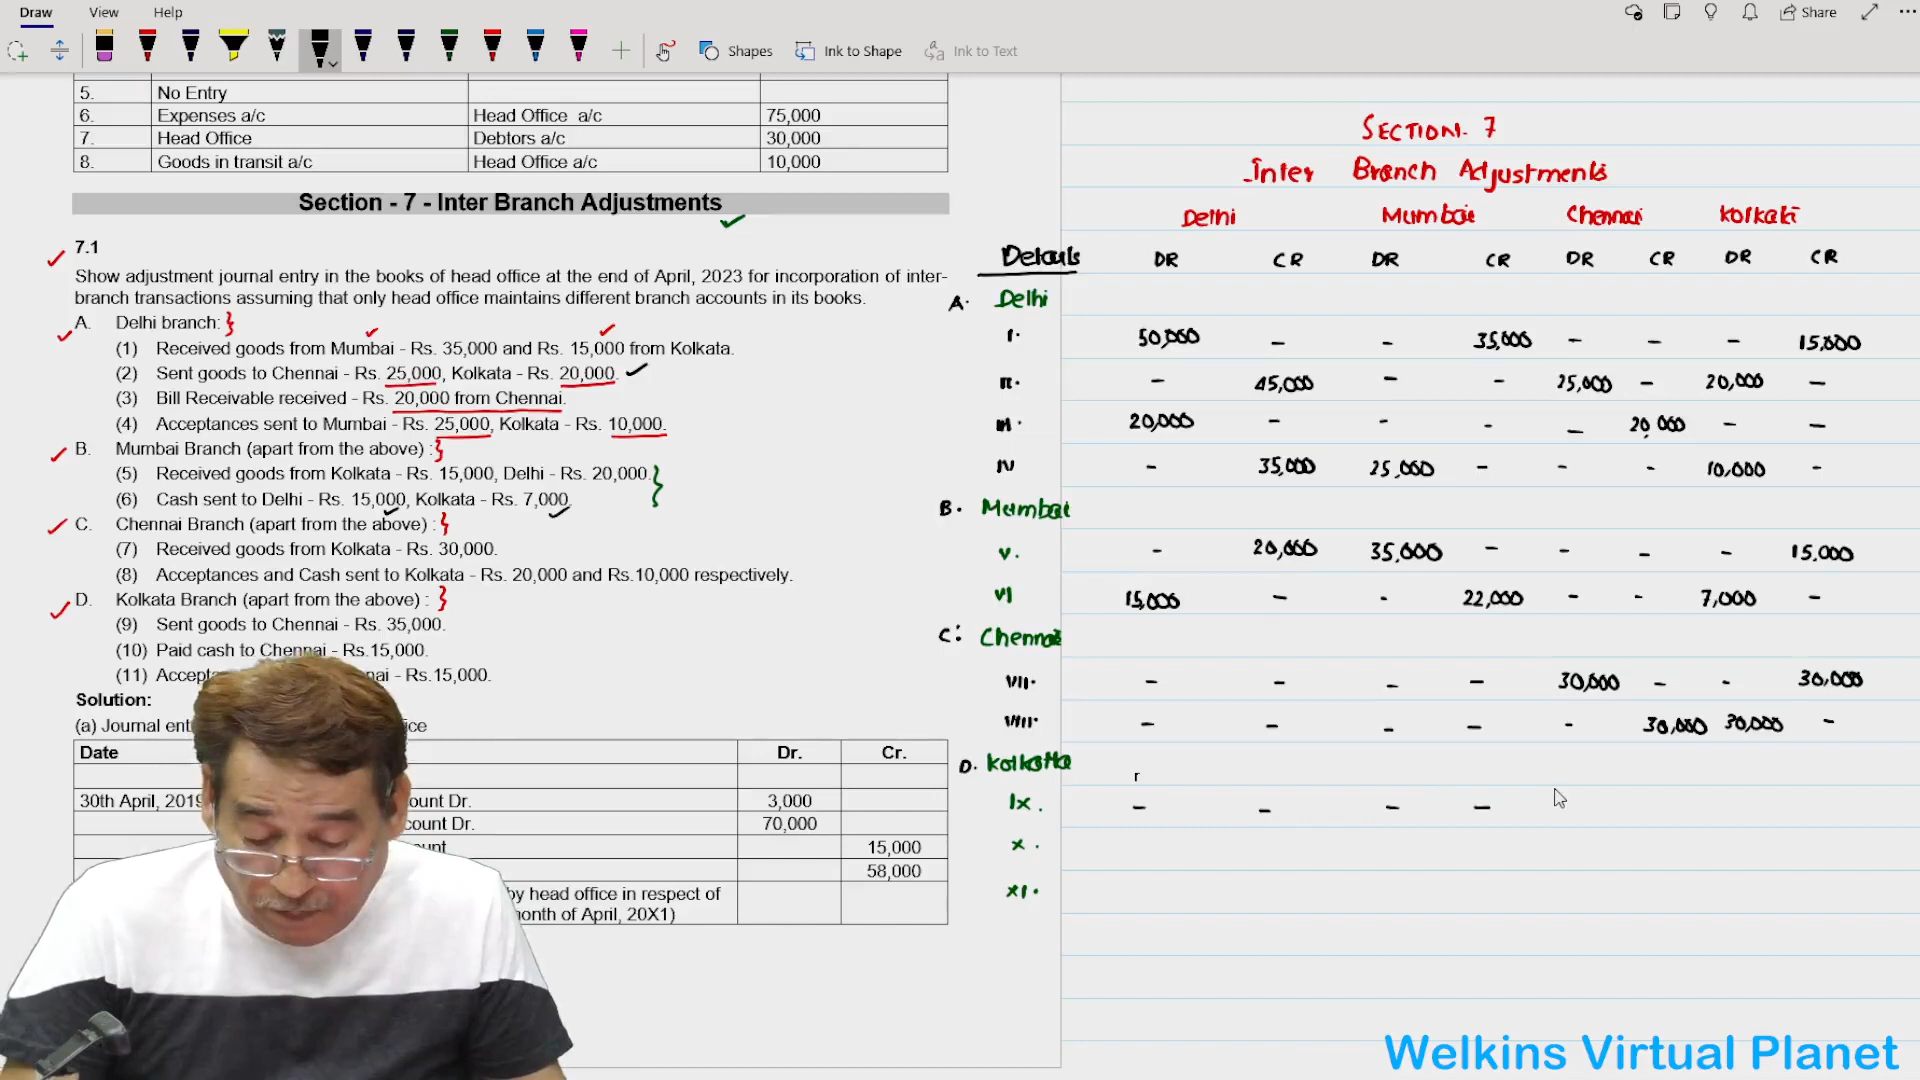 Draw View Help Share
Shapes Ink to Shape Ink to Text
5. No Entry
6. Expenses a/c Head Office a/c 75,000
7. Head Office Debtors a/c 30,000
8. Goods in transit a/c Head Office a/c 10,000
Section - 7 - Inter Branch Adjustments
7.1
Show adjustment journal entry in the books of head office at the end of April, 2023 for incorporation of inter-
branch transactions assuming that only head office maintains different branch accounts in its books.
A. Delhi branch:
(1) Received goods from Mumbai - Rs. 35,000 and Rs. 15,000 from Kolkata.
(2) Sent goods to Chennai - Rs. 25,000, Kolkata - Rs. 20,000.
(3) Bill Receivable received - Rs. 20,000 from Chennai.
(4) Acceptances sent to Mumbai - Rs. 25,000, Kolkata - Rs. 10,000.
B. Mumbai Branch (apart from the above) :
(5) Received goods from Kolkata - Rs. 15,000, Delhi - Rs. 20,000.
(6) Cash sent to Delhi - Rs. 15,000, Kolkata - Rs. 7,000.
C. Chennai Branch (apart from the above) :
(7) Received goods from Kolkata - Rs. 30,000.
(8) Acceptances and Cash sent to Kolkata - Rs. 20,000 and Rs.10,000 respectively.
D. Kolkata Branch (apart from the above) :
(9) Sent goods to Chennai - Rs. 35,000.
(10) Paid cash to Chennai - Rs.15,000.
(11) Rs.15,000.
Solution:
(a) Journal
Date Dr. Cr.
30th April, 2019 Dr. 3,000
Dr. 70,000
15,000
58,000
by head office in respect of
month of April, 20X1)
SECTION. 7
Inter Branch Adjustments
Delhi Mumbai Chennai Kolkati
Details DR CR DR CR DR CR DR CR
A. Delhi
I. 50,000 - - 35,000 - - - 15,000
II. - 45,000 - - 25,000 - 20,000 -
III. 20,000 - - - - 20,000 - -
IV - 35,000 25,000 - - - 10,000 -
B. Mumbai
V. - 20,000 35,000 - - - - 15,000
VI 15,000 - - 22,000 - - 7,000 -
C. Chennai
VII. - - - - 30,000 - - 30,000
VIII. - - - - - 30,000 30,000 -
D. Kolkatta
r
IX. - - - -
X.
XI.
Welkins Virtual Planet